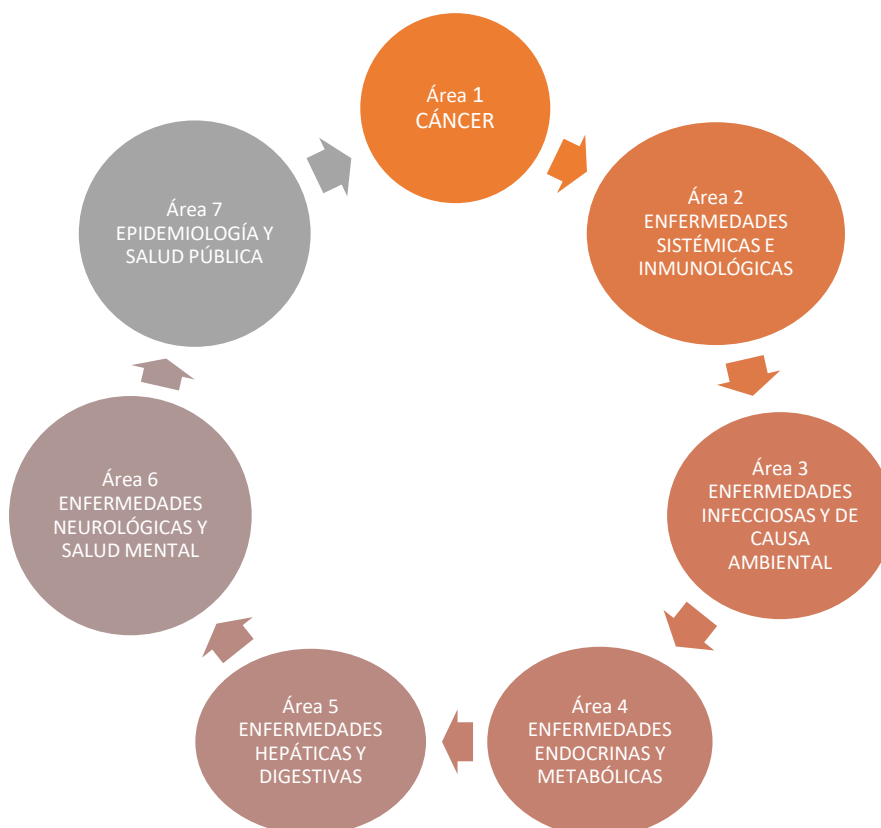 Área 1
CÁNCER
Área 2
ENFERMEDADES
SISTÉMICAS E
INMUNOLÓGICAS
Área 3
ENFERMEDADES
INFECCIOSAS Y DE
CAUSA
AMBIENTAL
Área 4
ENFERMEDADES
ENDOCRINAS Y
METABÓLICAS
Área 5
ENFERMEDADES
HEPÁTICAS Y
DIGESTIVAS
Área 6
ENFERMEDADES
NEUROLÓGICAS Y
SALUD MENTAL
Área 7
EPIDEMIOLOGÍA Y
SALUD PÚBLICA